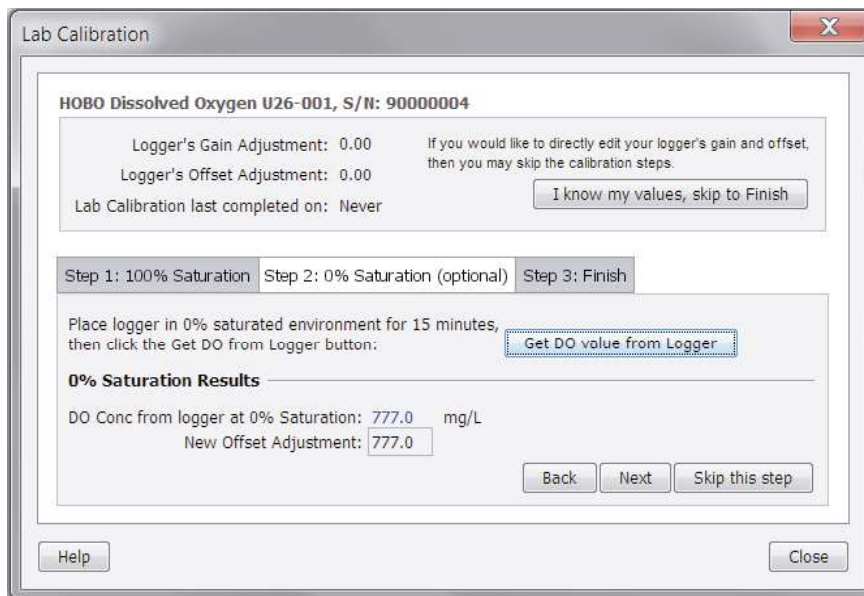 Lab Calibration
HOBO Dissolved Oxygen U26-001, S/N: 90000004
Logger's Gain Adjustment: 0.00
Logger's Offset Adjustment: 0.00
Lab Calibration last completed on: Never
If you would like to directly edit your logger's gain and offset,
then you may skip the calibration steps.
I know my values, skip to Finish
Step 1: 100% Saturation Step 2: 0% Saturation (optional) Step 3: Finish
Place logger in 0% saturated environment for 15 minutes,
then click the Get DO from Logger button:
Get DO value from Logger
0% Saturation Results
DO Conc from logger at 0% Saturation: 777.0 mg/L
New Offset Adjustment: 777.0
Back Next Skip this step
Help Close